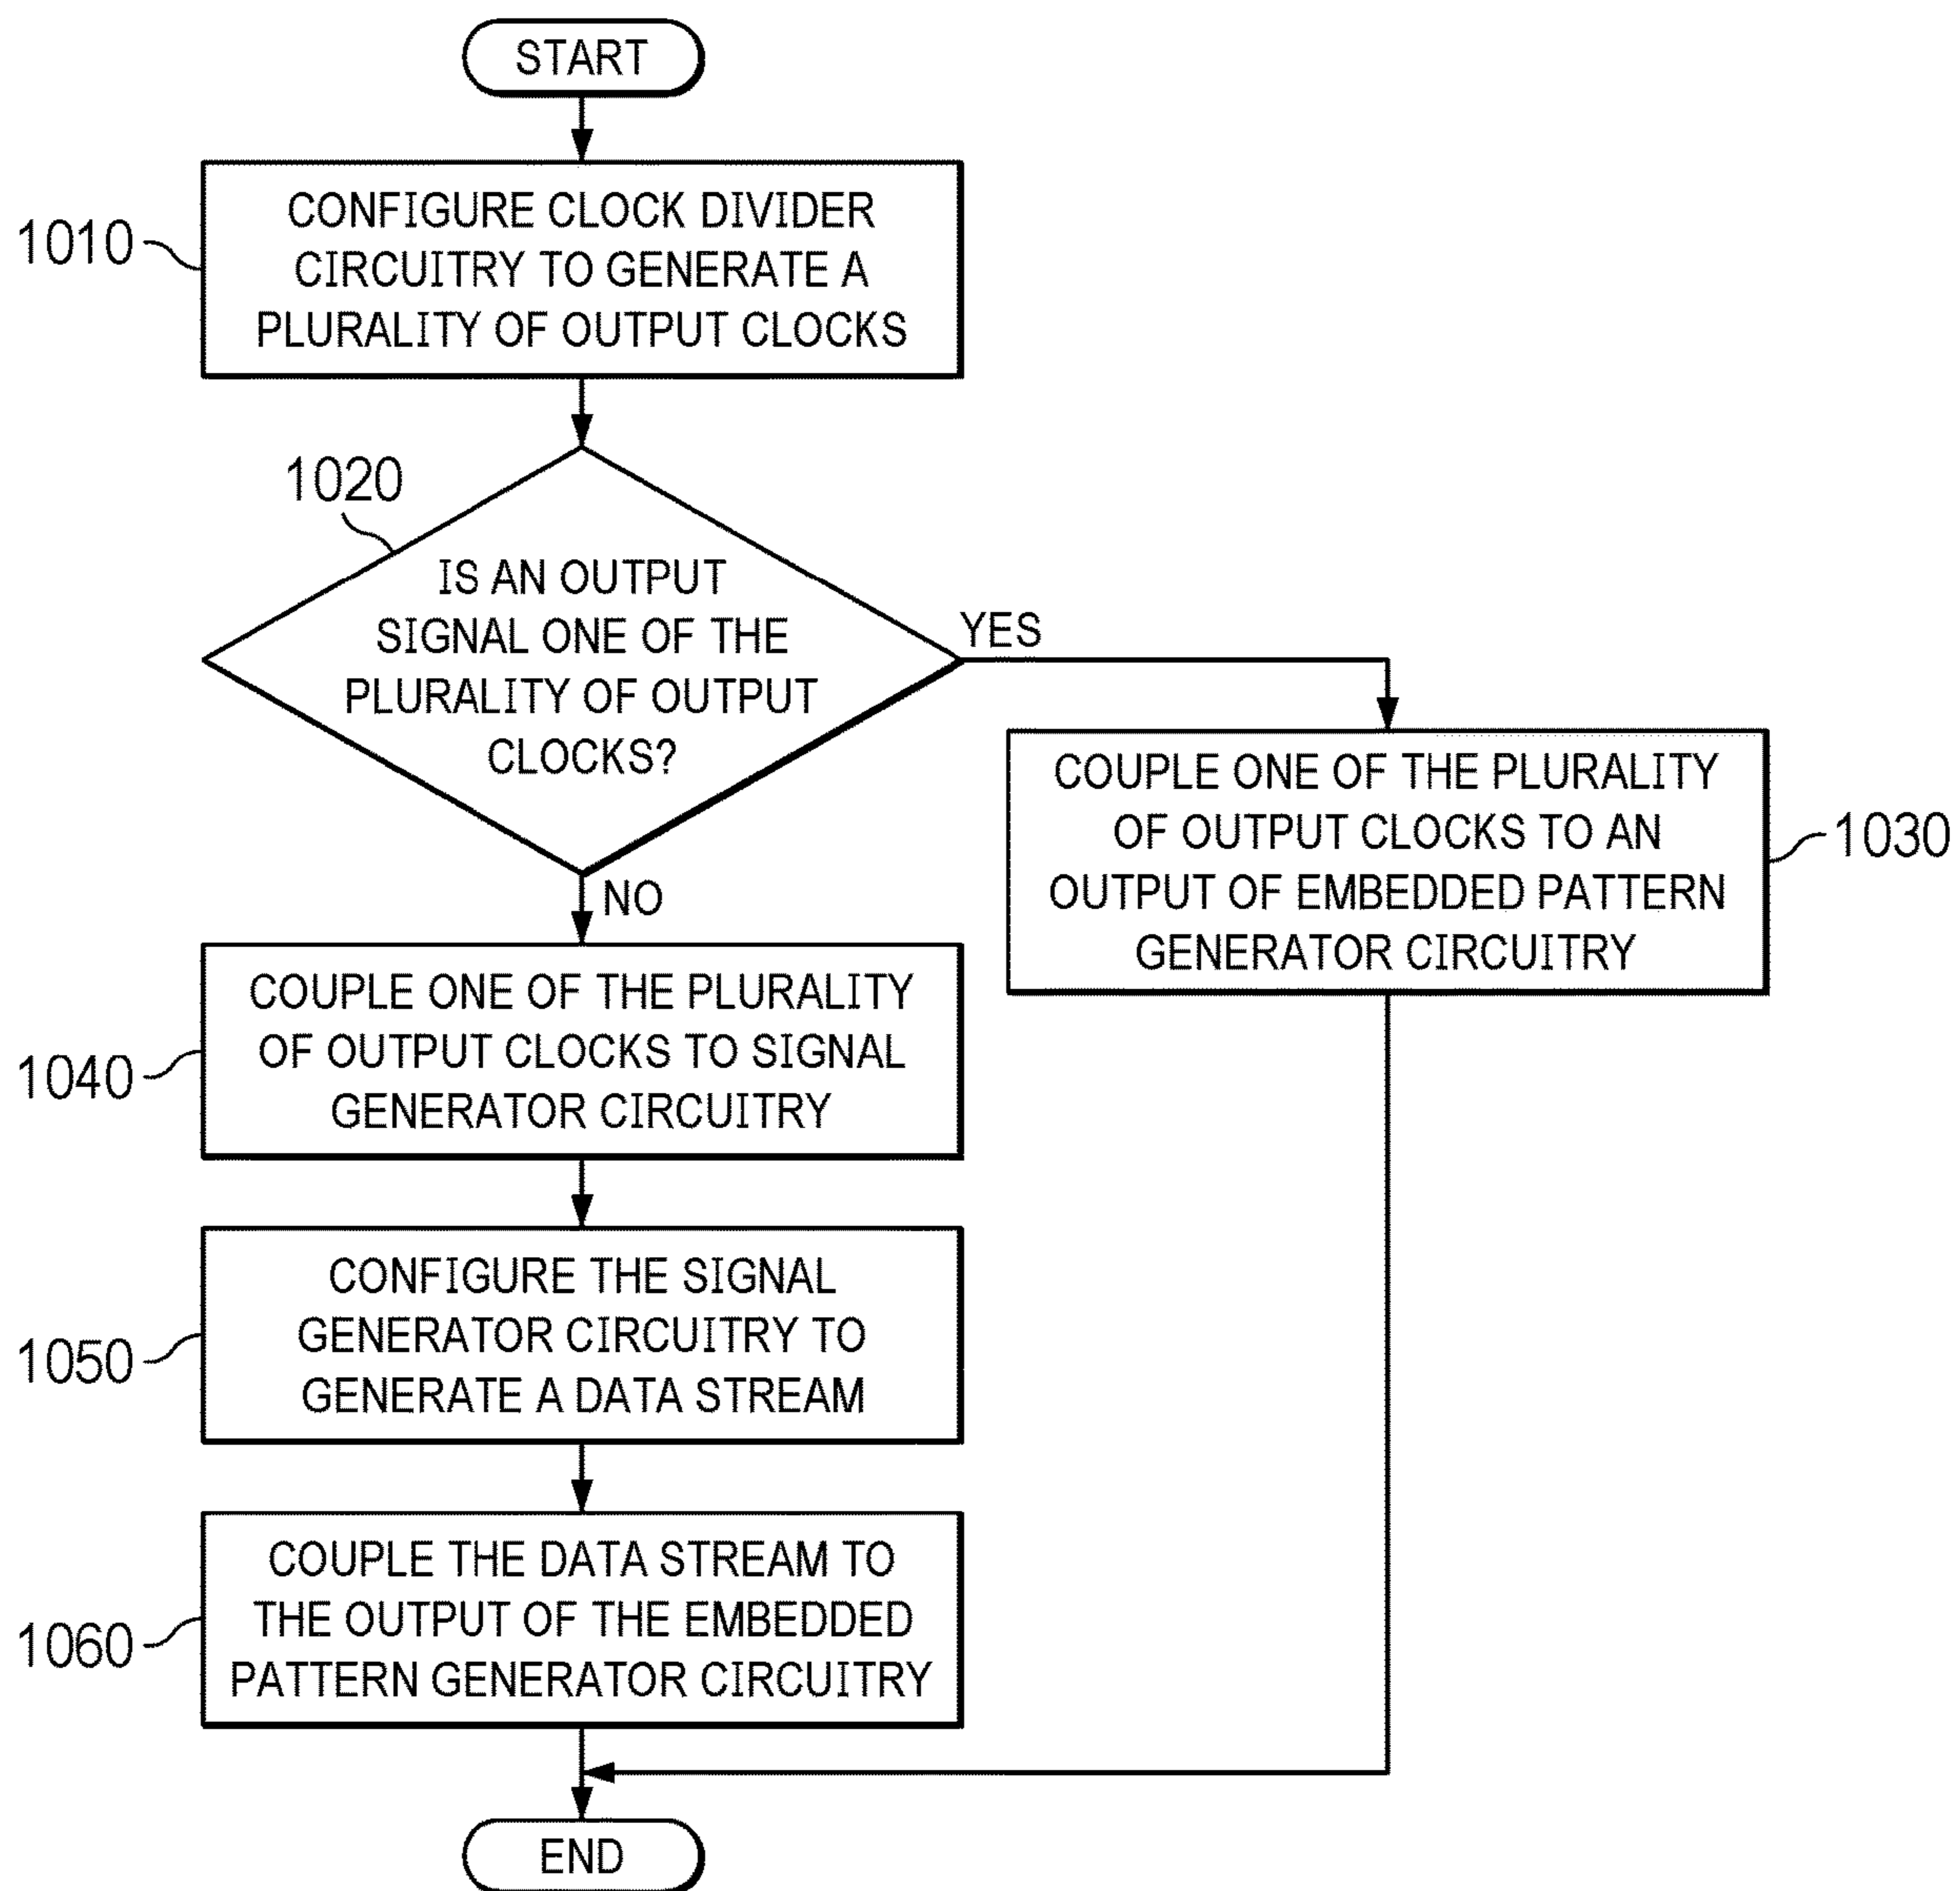 START
1010
CONFIGURE CLOCK DIVIDER
CIRCUITRY TO GENERATE A
PLURALITY OF OUTPUT CLOCKS
1020
IS AN OUTPUT
SIGNAL ONE OF THE
PLURALITY OF OUTPUT
CLOCKS?
YES
NO
COUPLE ONE OF THE PLURALITY
OF OUTPUT CLOCKS TO AN
OUTPUT OF EMBEDDED PATTERN
GENERATOR CIRCUITRY
1030
1040
COUPLE ONE OF THE PLURALITY
OF OUTPUT CLOCKS TO SIGNAL
GENERATOR CIRCUITRY
1050
CONFIGURE THE SIGNAL
GENERATOR CIRCUITRY TO
GENERATE A DATA STREAM
1060
COUPLE THE DATA STREAM TO
THE OUTPUT OF THE EMBEDDED
PATTERN GENERATOR CIRCUITRY
END